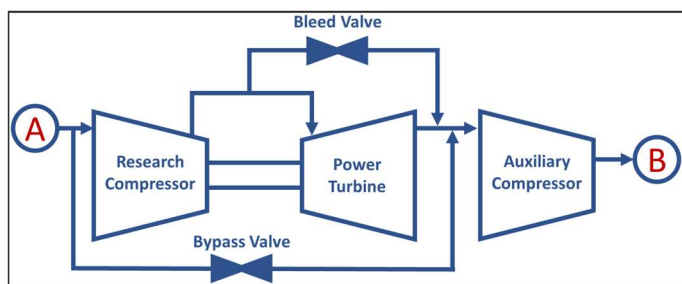 Bleed Valve
A
Research
Compressor
Power
Turbine
Auxiliary
Compressor
B
Bypass Valve